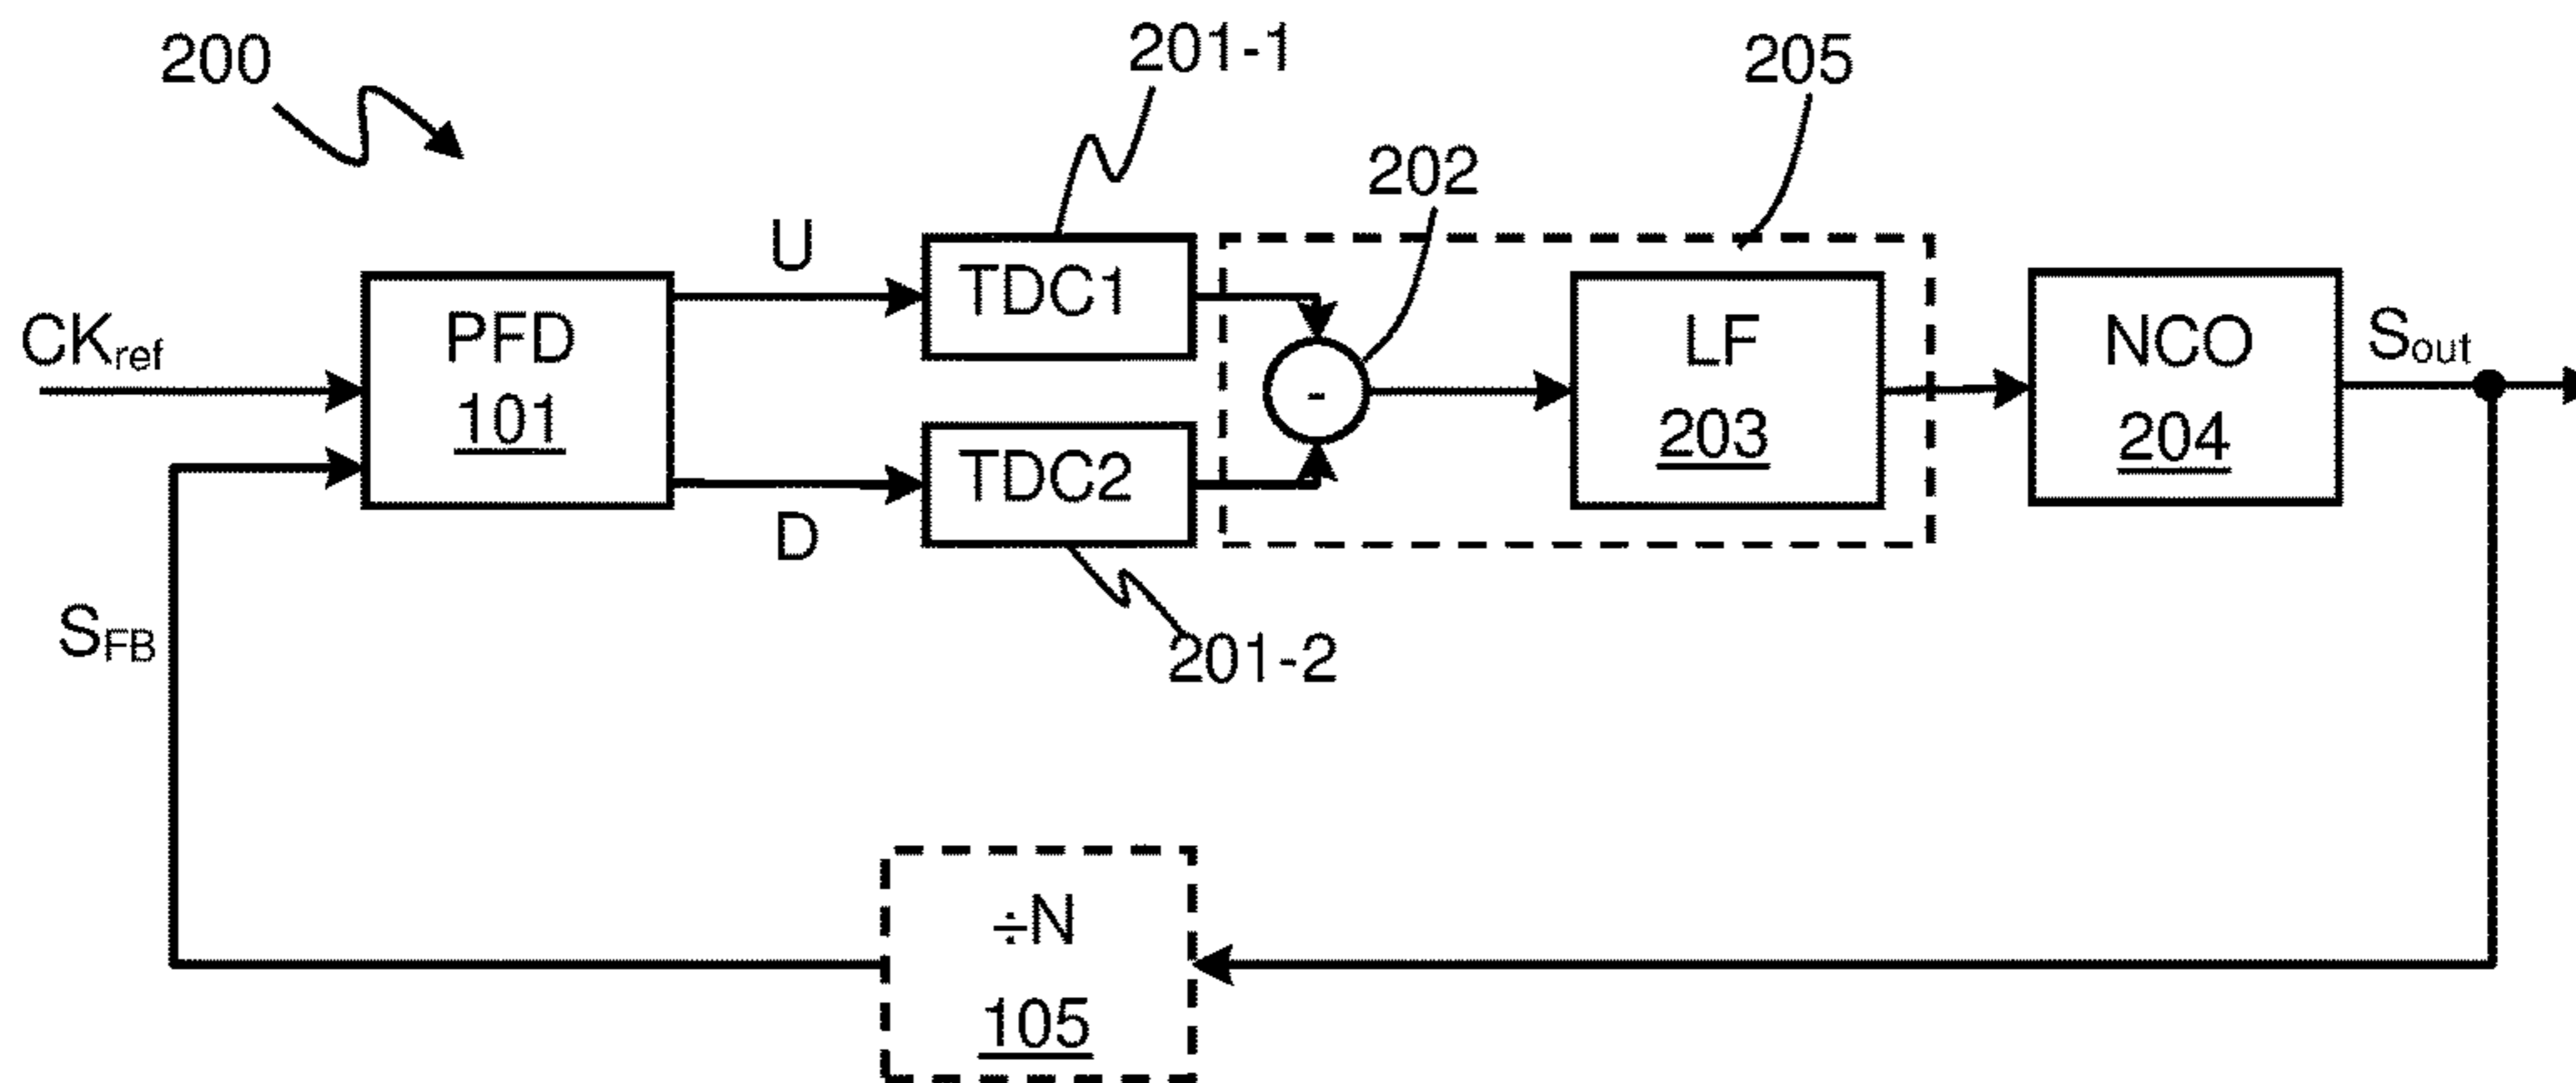 200
201-1
205
202
U
TDC1
CKref
PFD
101
LF
203
NCO
204
Sout
-
D
TDC2
SFB
201-2
÷N
105